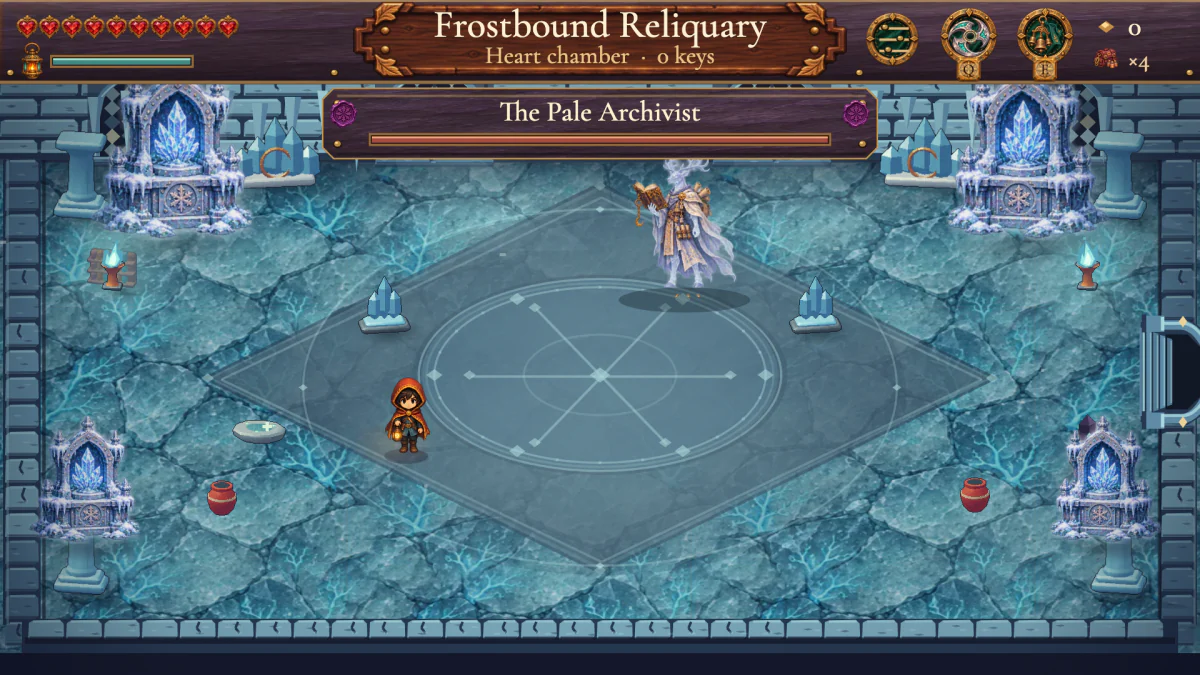 Frostbound Reliquary
Heart chamber · 0 keys
0
×4
Q
E
The Pale Archivist